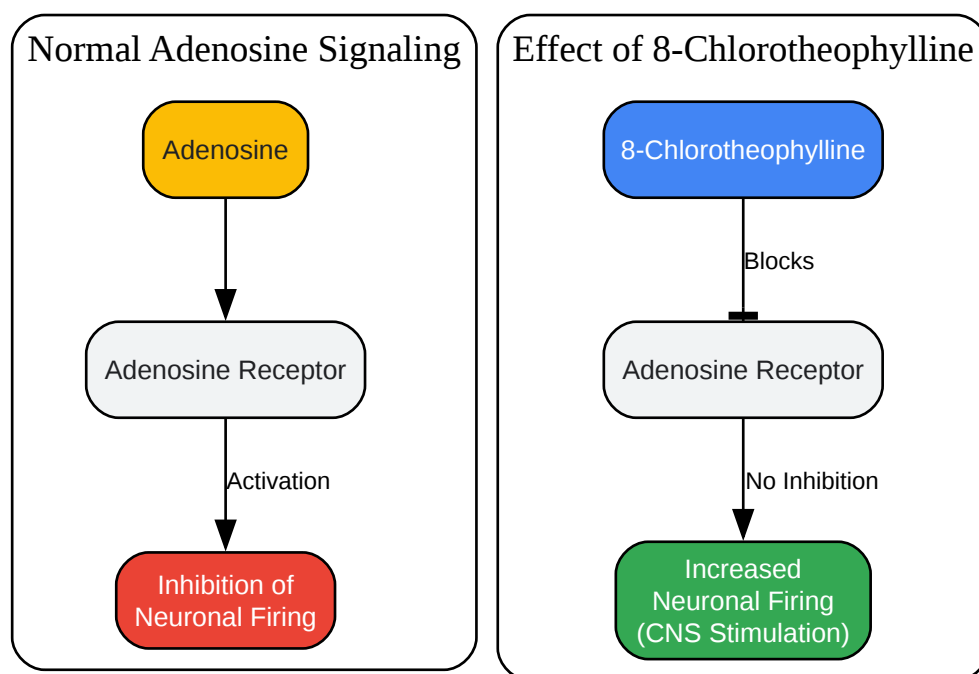 Normal Adenosine Signaling
Adenosine
Adenosine Receptor
Activation
Inhibition of
Neuronal Firing
Effect of 8-Chlorotheophylline
8-Chlorotheophylline
Blocks
Adenosine Receptor
No Inhibition
Increased
Neuronal Firing
(CNS Stimulation)